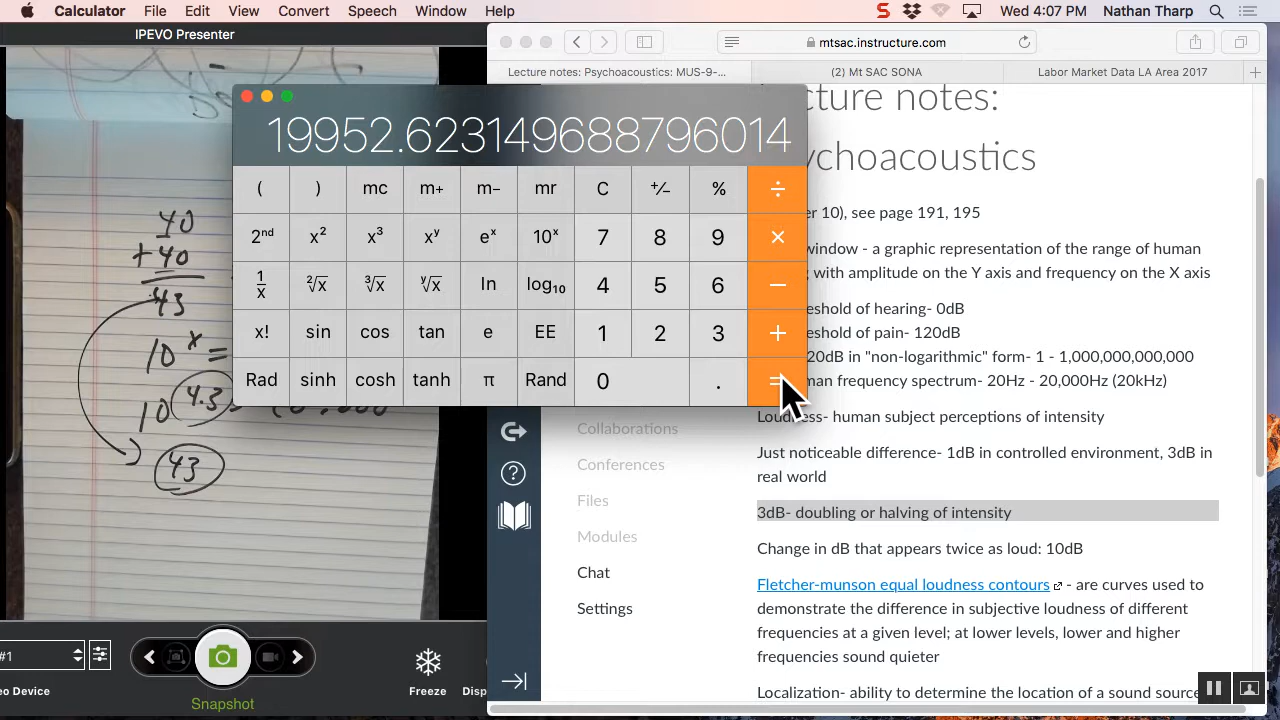 Calculator File Edit View Convert Speech Window Help Wed 4:07 PM Nathan Tharp
IPEVO Presenter
mtsac.instructure.com
Lecture notes: Psychoacoustics: MUS-9-...
(2) Mt SAC SONA
Labor Market Data LA Area 2017
19952.623149688796014
( ) mc m+ m− mr C +/− % ÷
2nd x² x³ xʸ eˣ 10ˣ 7 8 9 ×
1/x ²√x ³√x ʸ√x ln log₁₀ 4 5 6 −
x! sin cos tan e EE 1 2 3 +
Rad sinh cosh tanh π Rand 0 . =
40
+40
43
10ˣ =
10 4.3
43
cture notes:
ychoacoustics
er 10), see page 191, 195
window - a graphic representation of the range of human
g with amplitude on the Y axis and frequency on the X axis
eshold of hearing- 0dB
eshold of pain- 120dB
20dB in "non-logarithmic" form- 1 - 1,000,000,000,000
man frequency spectrum- 20Hz - 20,000Hz (20kHz)
Loudness- human subject perceptions of intensity
Just noticeable difference- 1dB in controlled environment, 3dB in
real world
3dB- doubling or halving of intensity
Change in dB that appears twice as loud: 10dB
Fletcher-munson equal loudness contours - are curves used to
demonstrate the difference in subjective loudness of different
frequencies at a given level; at lower levels, lower and higher
frequencies sound quieter
Localization- ability to determine the location of a sound source
Collaborations
Conferences
Files
Modules
Chat
Settings
#1
eo Device
Snapshot
Freeze
Disp